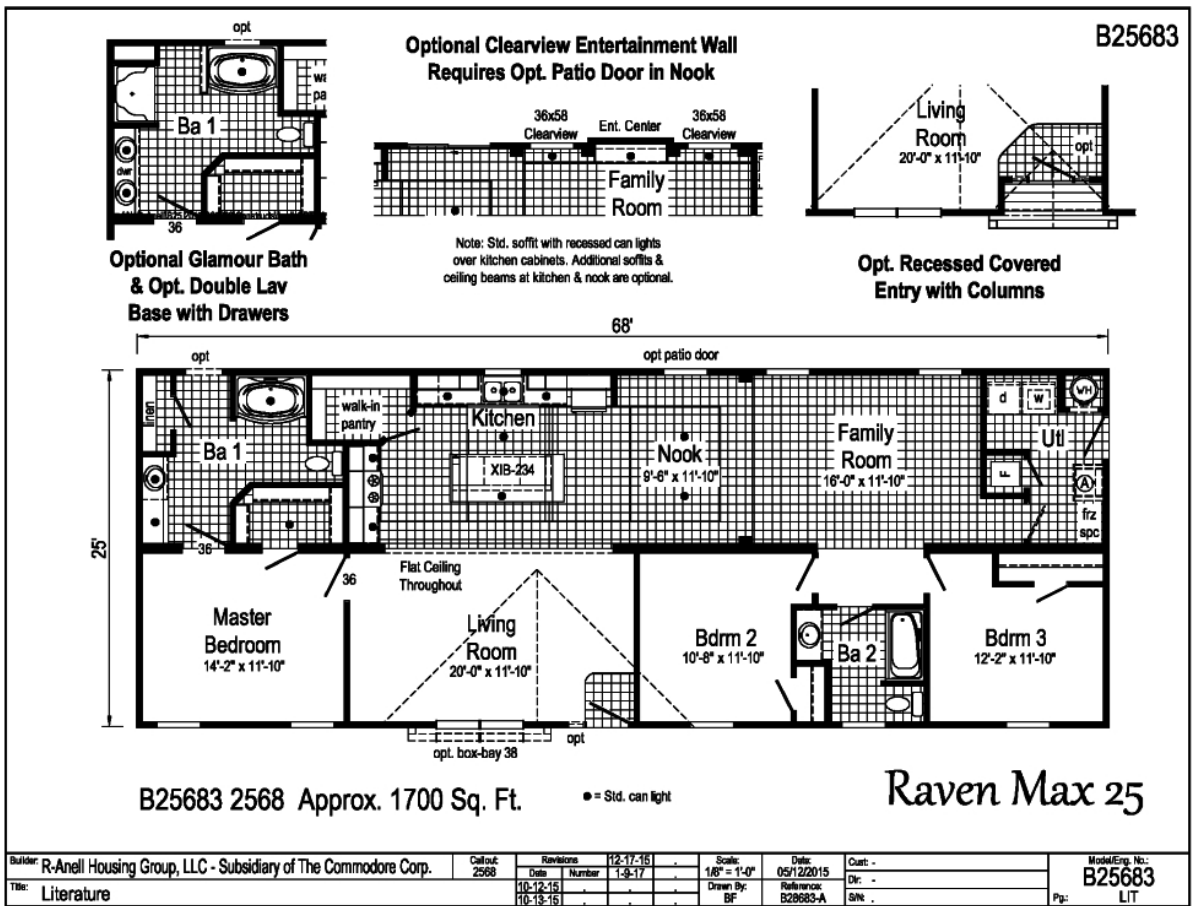 B25683
opt
Ba 1
dwr
36
Optional Glamour Bath
& Opt. Double Lav
Base with Drawers
Optional Clearview Entertainment Wall
Requires Opt. Patio Door in Nook
36x58
Clearview
Ent. Center
36x58
Clearview
Family
Room
Note: Std. soffit with recessed can lights
over kitchen cabinets. Additional soffits &
ceiling beams at kitchen & nook are optional.
Living
Room
20'-0" x 11'-10"
opt
Opt. Recessed Covered
Entry with Columns
68'
25'
opt
opt patio door
linen
Ba 1
walk-in
pantry
Kitchen
XIB-234
Nook
9'-6" x 11'-10"
Family
Room
16'-0" x 11'-10"
d
w
WH
Utl
F
A
frz
spc
36
36
Flat Ceiling
Throughout
Master
Bedroom
14'-2" x 11'-10"
Living
Room
20'-0" x 11'-10"
Bdrm 2
10'-8" x 11'-10"
Ba 2
Bdrm 3
12'-2" x 11'-10"
opt. box-bay 38
opt
B25683 2568 Approx. 1700 Sq. Ft.
● = Std. can light
Raven Max 25
Builder: R-Anell Housing Group, LLC - Subsidiary of The Commodore Corp.
Title: Literature
Callout:
2568
Revisions
Date Number
10-12-15
10-13-15
12-17-15
1-9-17
Scale:
1/8" = 1'-0"
Drawn By:
BF
Date:
05/12/2015
Reference:
B28683-A
Cust: -
Dlr: -
S/N: .
Model/Eng. No.:
B25683
Pg.: LIT